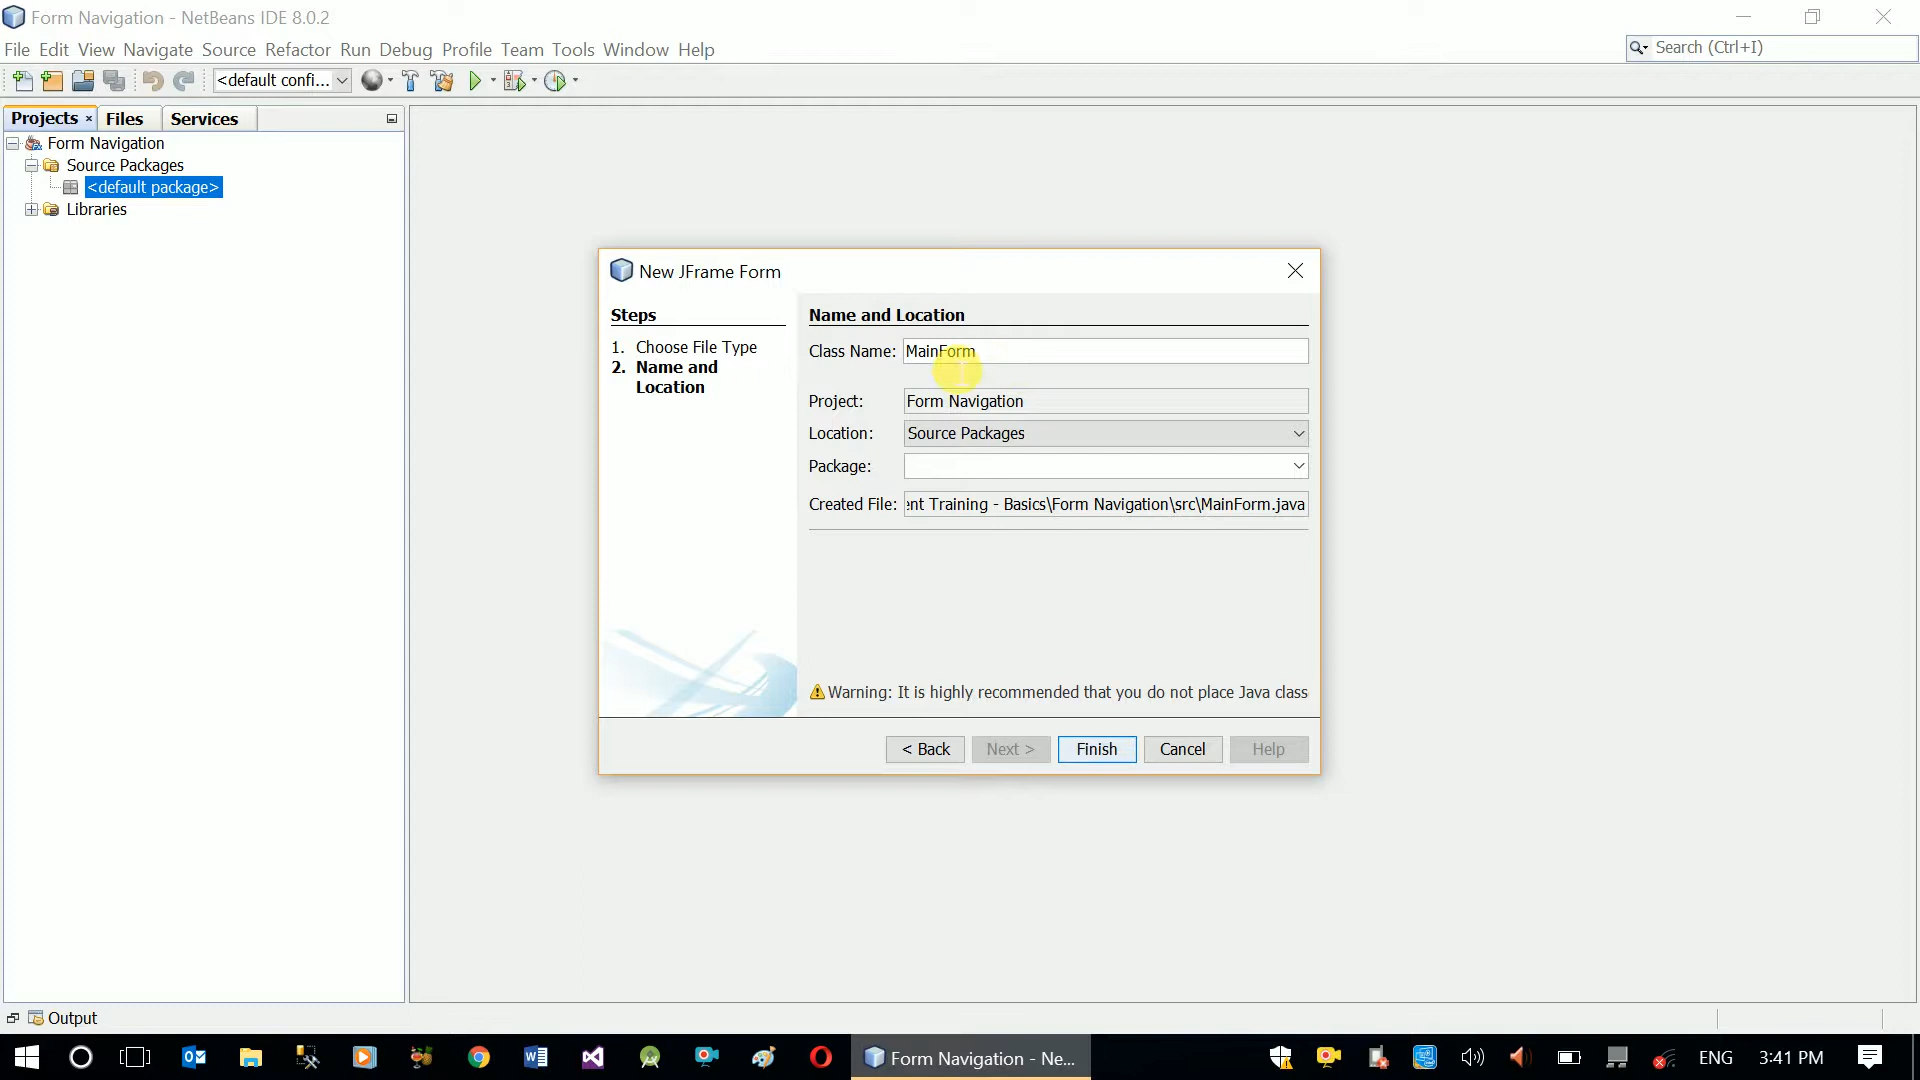 Form Navigation - NetBeans IDE 8.0.2
File Edit View Navigate Source Refactor Run Debug Profile Team Tools Window Help
Search (Ctrl+I)
<default confi...
Projects Files Services
Form Navigation
Source Packages
<default package>
Libraries
New JFrame Form
Steps
1. Choose File Type
2. Name and
Location
Name and Location
Class Name: MainForm
Project: Form Navigation
Location: Source Packages
Package:
Created File: ent Training - Basics\Form Navigation\src\MainForm.java
Warning: It is highly recommended that you do not place Java class
< Back Next > Finish Cancel Help
Output
Form Navigation - Ne...
ENG 3:41 PM